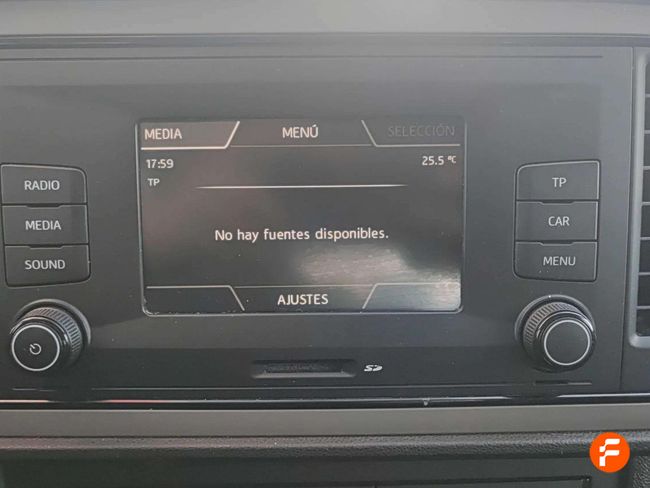 MEDIA MENÚ SELECCIÓN
17:59 25.5 °C
TP
No hay fuentes disponibles.
AJUSTES
RADIO
MEDIA
SOUND
TP
CAR
MENU
SD